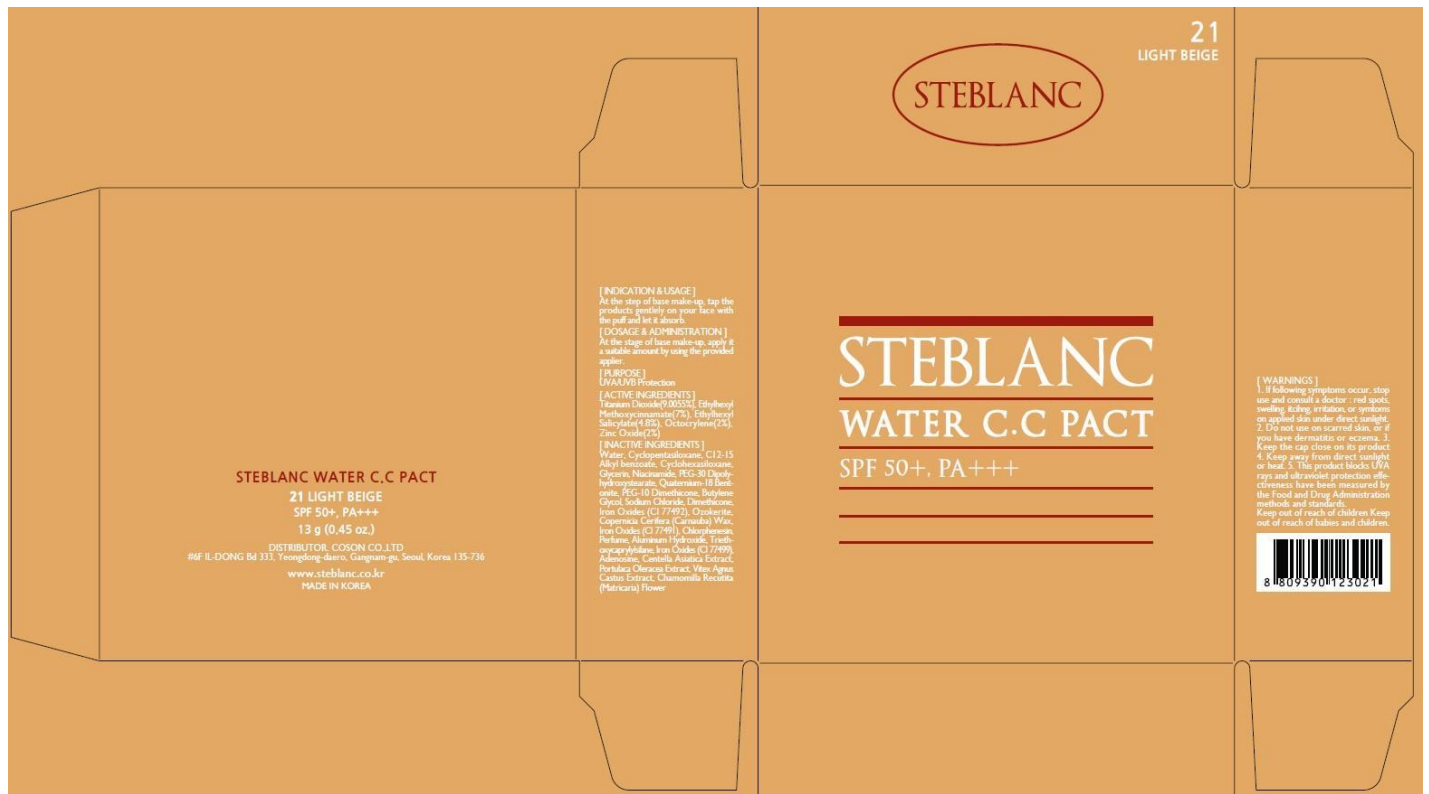 21
LIGHT BEIGE
STEBLANC
STEBLANC
WATER C.C PACT
SPF 50+, PA+++
STEBLANC WATER C.C PACT
21 LIGHT BEIGE
SPF 50+, PA+++
13 g (0.45 oz.)
DISTRIBUTOR. COSON CO.,LTD
#6F IL-DONG Bd 333, Yeongdong-daero, Gangnam-gu, Seoul, Korea 135-736
www.steblanc.co.kr
MADE IN KOREA
[ INDICATION & USAGE ]
At the step of base make-up, tap the
products gentlely on your face with
the puff and let it absorb.
[ DOSAGE & ADMINISTRATION ]
At the stage of base make-up, apply it
a suitable amount by using the provided
applier.
[ PURPOSE ]
UVA/UVB Protection
[ ACTIVE INGREDIENTS ]
Titanium Dioxide(9.0055%), Ethylhexyl
Methoxycinnamate(7%), Ethylhexyl
Salicylate(4.8%), Octocrylene(2%),
Zinc Oxide(2%)
[ INACTIVE INGREDIENTS ]
Water, Cyclopentasiloxane, C12-15
Alkyl benzoate, Cyclohexasiloxane,
Glycerin, Niacinamide, PEG-30 Dipoly-
hydroxystearate, Quaternium-18 Bent-
onite, PEG-10 Dimethicone, Butylene
Glycol, Sodium Chloride, Dimethicone,
Iron Oxides (CI 77492), Ozokerite,
Copernicia Cerifera (Carnauba) Wax,
Iron Oxides (CI 77491), Chlorphenesin,
Perfume, Aluminum Hydroxide, Trieth-
oxycaprylylsilane, Iron Oxides (CI 77499),
Adenosine, Centella Asiatica Extract,
Portulaca Oleracea Extract, Vitex Agnus
Castus Extract, Chamomilla Recutita
(Matricaria) Flower
[ WARNINGS ]
1. If following symptoms occur, stop
use and consult a doctor : red spots,
swelling, itcihng, irritation, or symtoms
on applied skin under direct sunlight.
2. Do not use on scarred skin, or if
you have dermatitis or eczema. 3.
Keep the cap close on its product
4. Keep away from direct sunlight
or heat. 5. This product blocks UVA
rays and ultraviolet protection effe-
ctiveness have been measured by
the Food and Drug Administration
methods and standards.
Keep out of reach of children Keep
out of reach of babies and children.
8 809390 123021